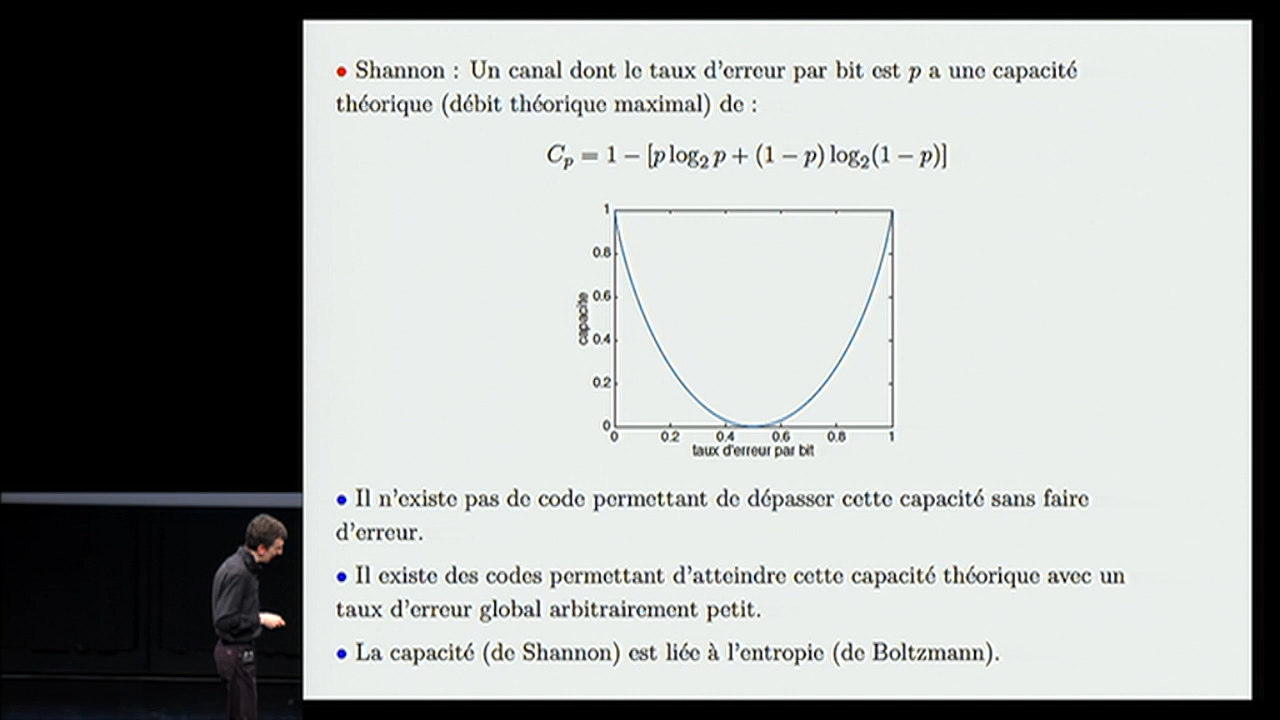 • Shannon : Un canal dont le taux d'erreur par bit est p a une capacité
théorique (débit théorique maximal) de :
C_p = 1 − [p log₂ p + (1 − p) log₂(1 − p)]
1
0.8
0.6
0.4
0.2
0
capacite
0 0.2 0.4 0.6 0.8 1
taux d'erreur par bit
• Il n'existe pas de code permettant de dépasser cette capacité sans faire
d'erreur.
• Il existe des codes permettant d'atteindre cette capacité théorique avec un
taux d'erreur global arbitrairement petit.
• La capacité (de Shannon) est liée à l'entropie (de Boltzmann).